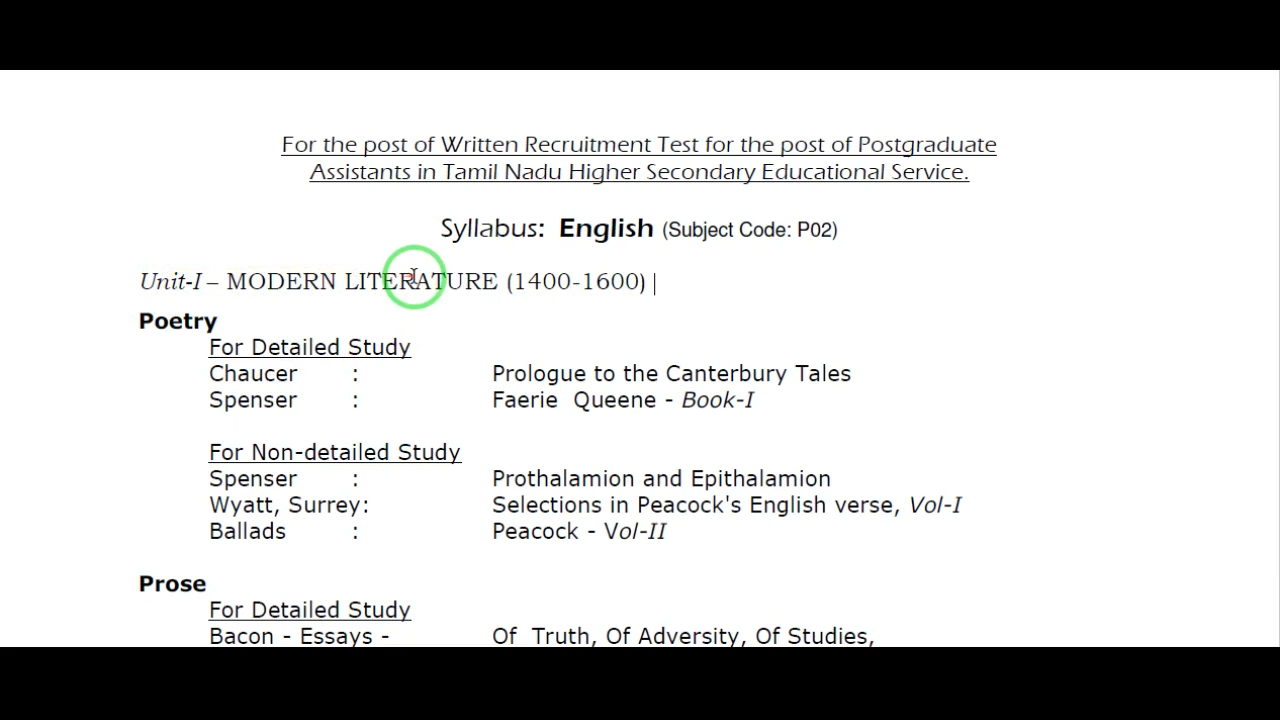 For the post of Written Recruitment Test for the post of Postgraduate
Assistants in Tamil Nadu Higher Secondary Educational Service.
Syllabus: English (Subject Code: P02)
Unit-I – MODERN LITERATURE (1400-1600)
Poetry
For Detailed Study
Chaucer : Prologue to the Canterbury Tales
Spenser : Faerie Queene - Book-I
For Non-detailed Study
Spenser : Prothalamion and Epithalamion
Wyatt, Surrey: Selections in Peacock's English verse, Vol-I
Ballads : Peacock - Vol-II
Prose
For Detailed Study
Bacon - Essays - Of Truth, Of Adversity, Of Studies,